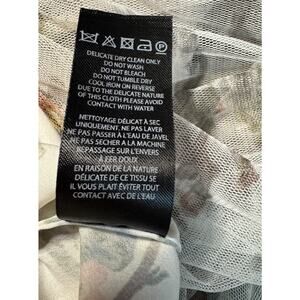 DELICATE DRY CLEAN ONLY
DO NOT WASH
DO NOT BLEACH
DO NOT TUMBLE DRY
COOL IRON ON REVERSE
DUE TO THE DELICATE NATURE
OF THIS CLOTH PLEASE AVOID
CONTACT WITH WATER
NETTOYAGE DÉLICAT À SEC
UNIQUEMENT, NE PAS LAVER
NE PAS PASSER À L'EAU DE JAVEL
NE PAS SÉCHER A LA MACHINE
REPASSAGE SUR L'ENVERS
À FER DOUX
EN RAISON DE LA NATURE
DÉLICATE DE CE TISSU SE
IL VOUS PLAIT ÉVITER TOUT
CONTACT AVEC DE L'EAU